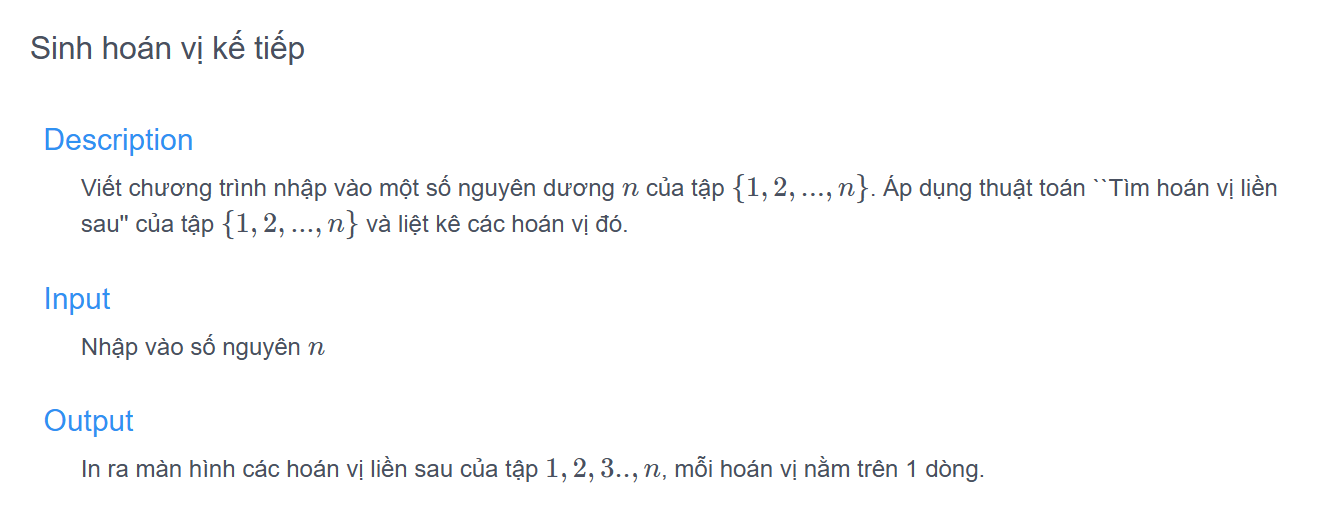 Sinh hoán vị kế tiếp
Description
Viết chương trình nhập vào một số nguyên dương n của tập {1, 2, ..., n}. Áp dụng thuật toán ``Tìm hoán vị liền
sau" của tập {1, 2, ..., n} và liệt kê các hoán vị đó.
Input
Nhập vào số nguyên n
Output
In ra màn hình các hoán vị liền sau của tập 1, 2, 3.., n, mỗi hoán vị nằm trên 1 dòng.